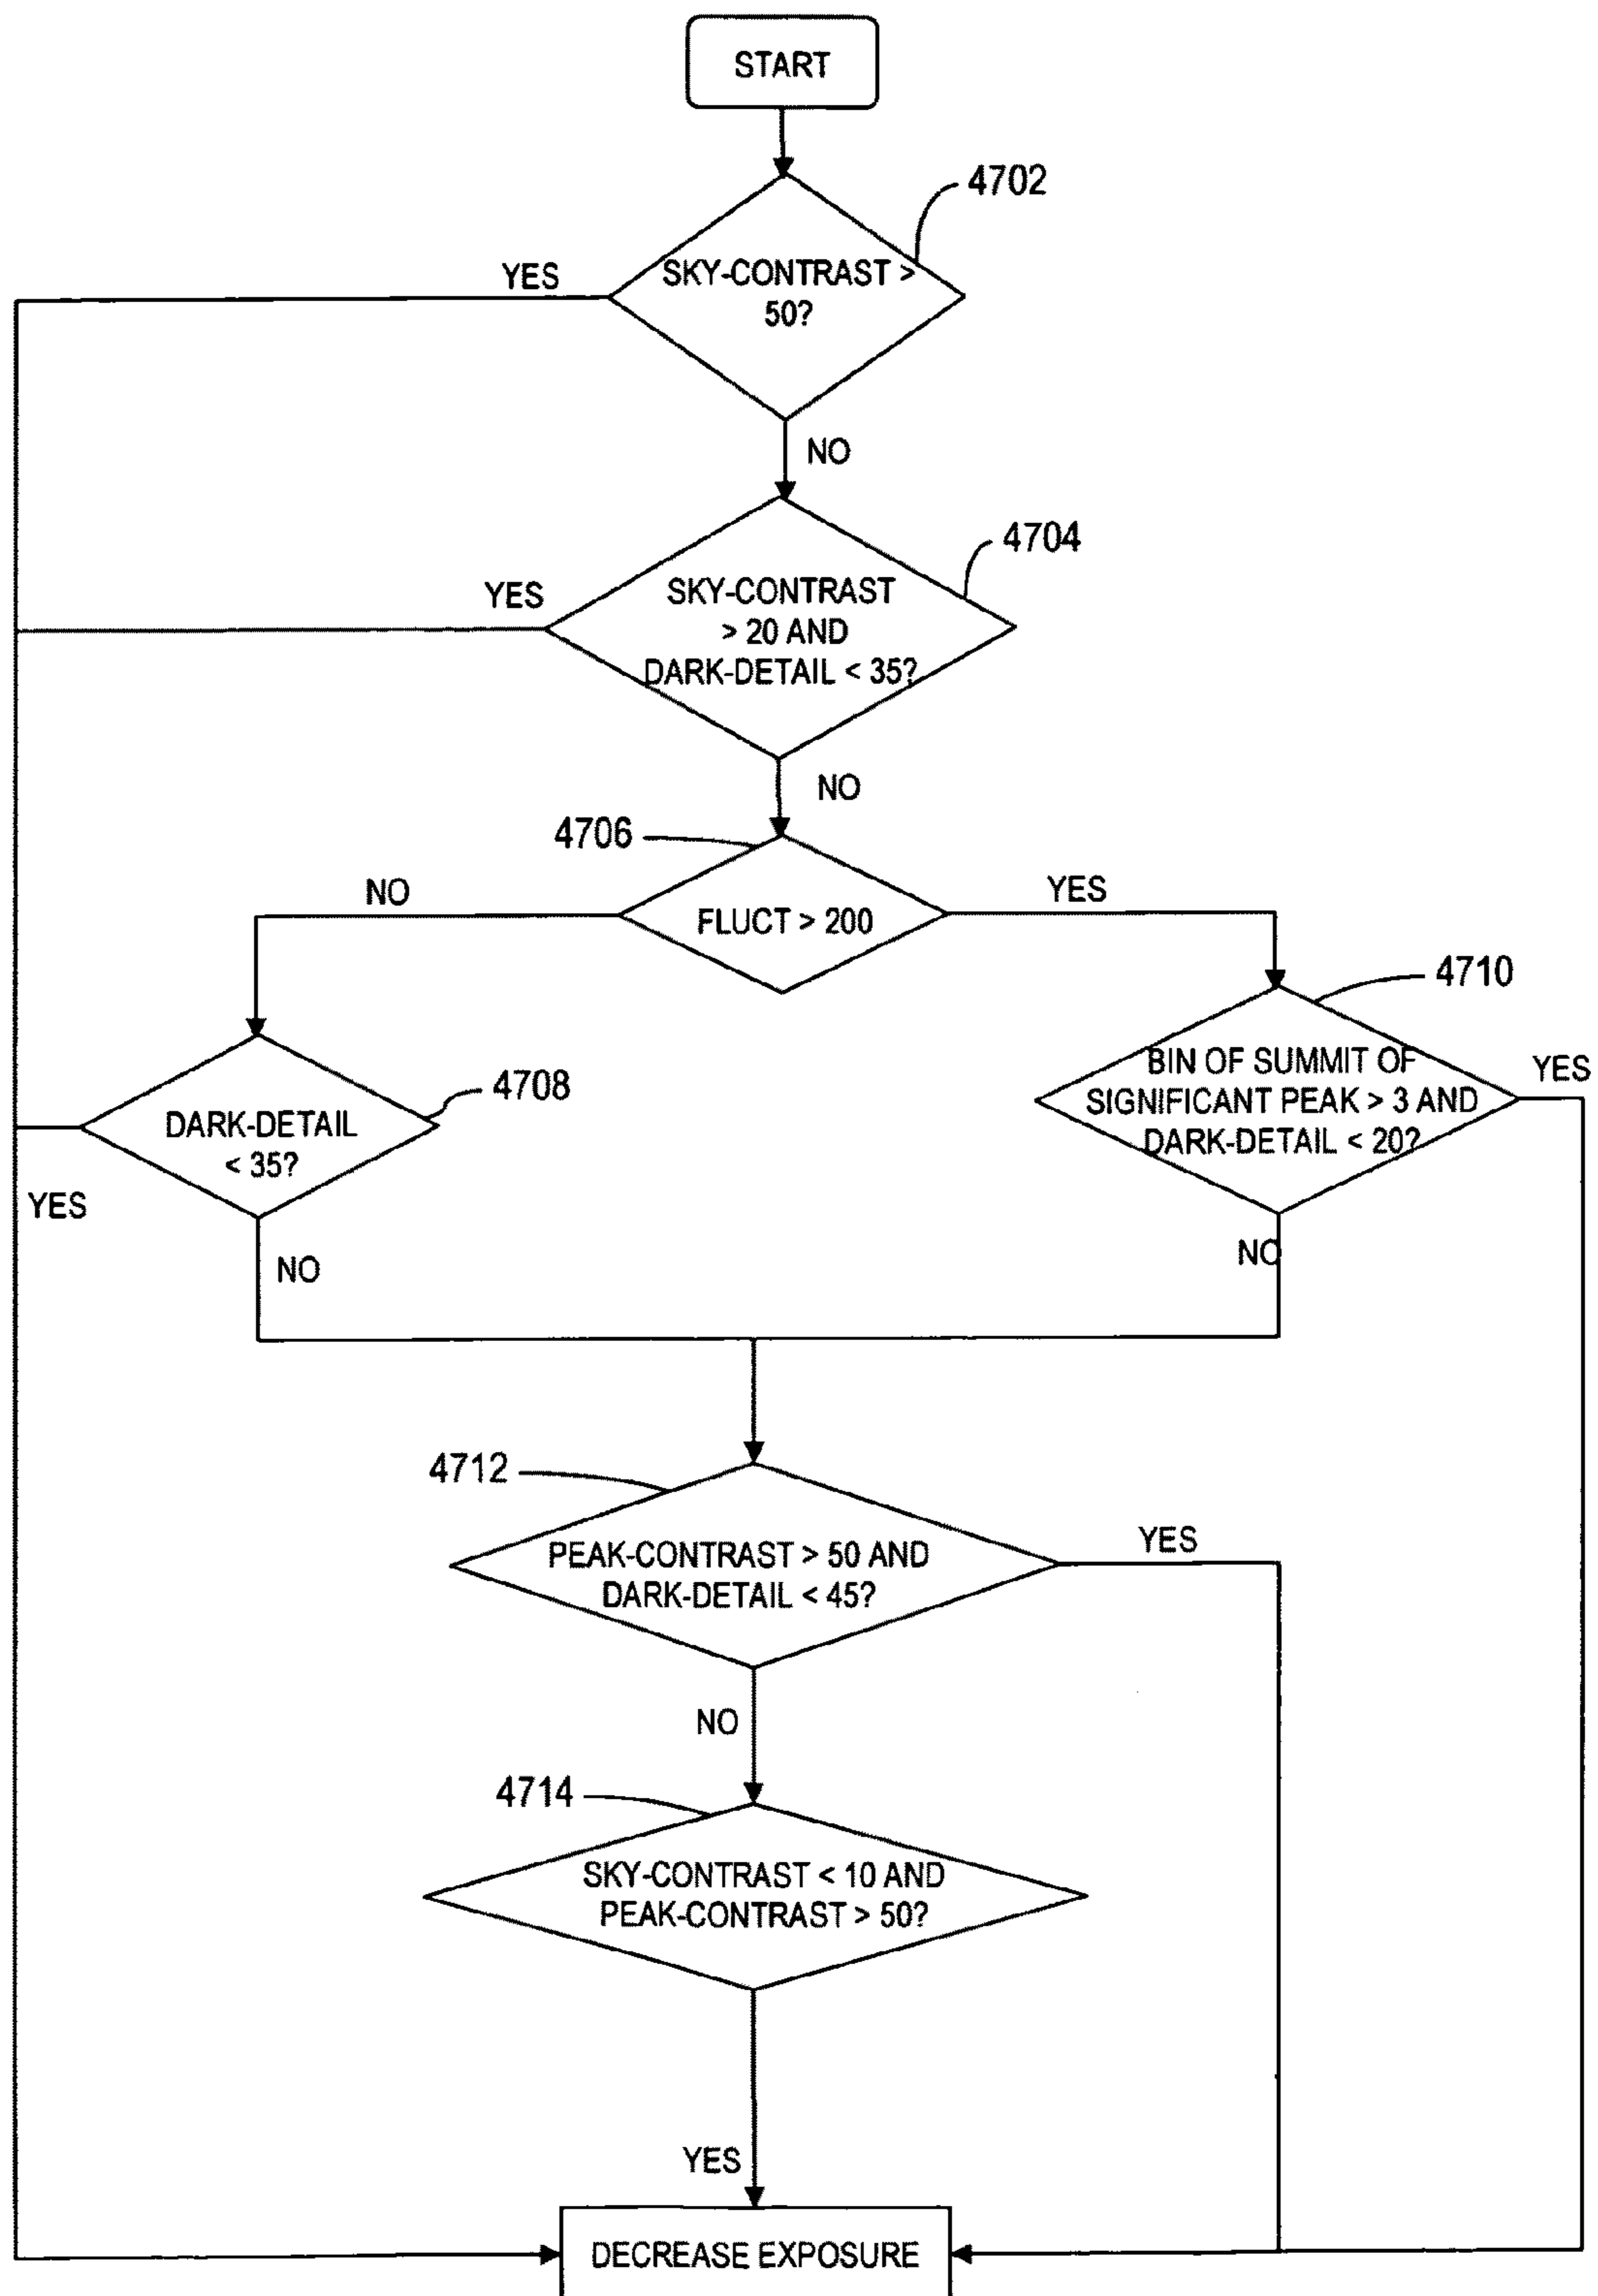 START
4702
SKY-CONTRAST >
50?
YES
NO
4704
SKY-CONTRAST
> 20 AND
DARK-DETAIL < 35?
YES
NO
4706
FLUCT > 200
NO
YES
4708
DARK-DETAIL
< 35?
YES
NO
4710
BIN OF SUMMIT OF
SIGNIFICANT PEAK > 3 AND
DARK-DETAIL < 20?
YES
NO
4712
PEAK-CONTRAST > 50 AND
DARK-DETAIL < 45?
YES
NO
4714
SKY-CONTRAST < 10 AND
PEAK-CONTRAST > 50?
YES
DECREASE EXPOSURE